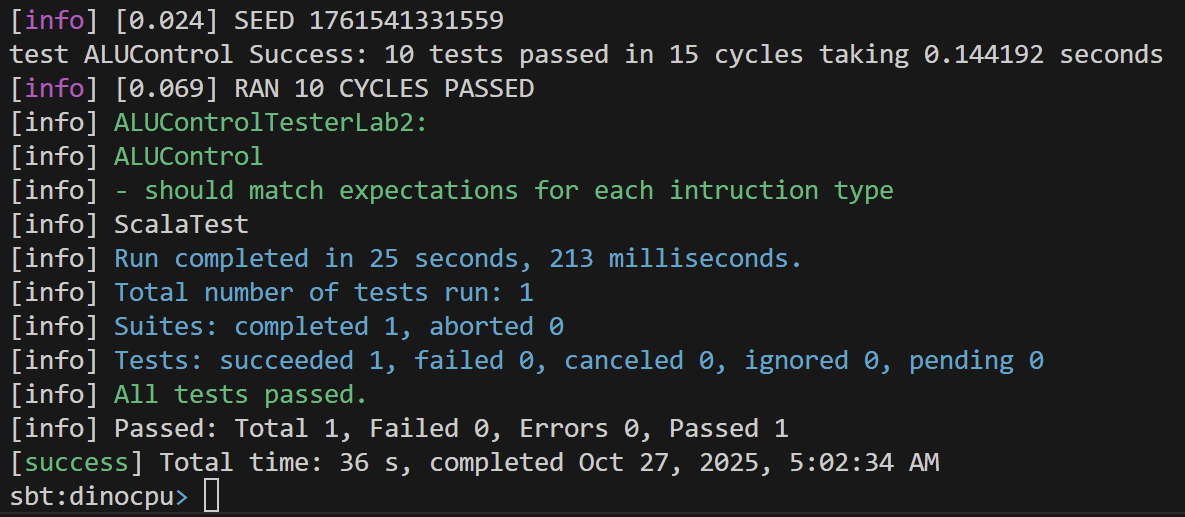 [info] [0.024] SEED 1761541331559
test ALUControl Success: 10 tests passed in 15 cycles taking 0.144192 seconds
[info] [0.069] RAN 10 CYCLES PASSED
[info] ALUControlTesterLab2:
[info] ALUControl
[info] - should match expectations for each intruction type
[info] ScalaTest
[info] Run completed in 25 seconds, 213 milliseconds.
[info] Total number of tests run: 1
[info] Suites: completed 1, aborted 0
[info] Tests: succeeded 1, failed 0, canceled 0, ignored 0, pending 0
[info] All tests passed.
[info] Passed: Total 1, Failed 0, Errors 0, Passed 1
[success] Total time: 36 s, completed Oct 27, 2025, 5:02:34 AM
sbt:dinocpu>